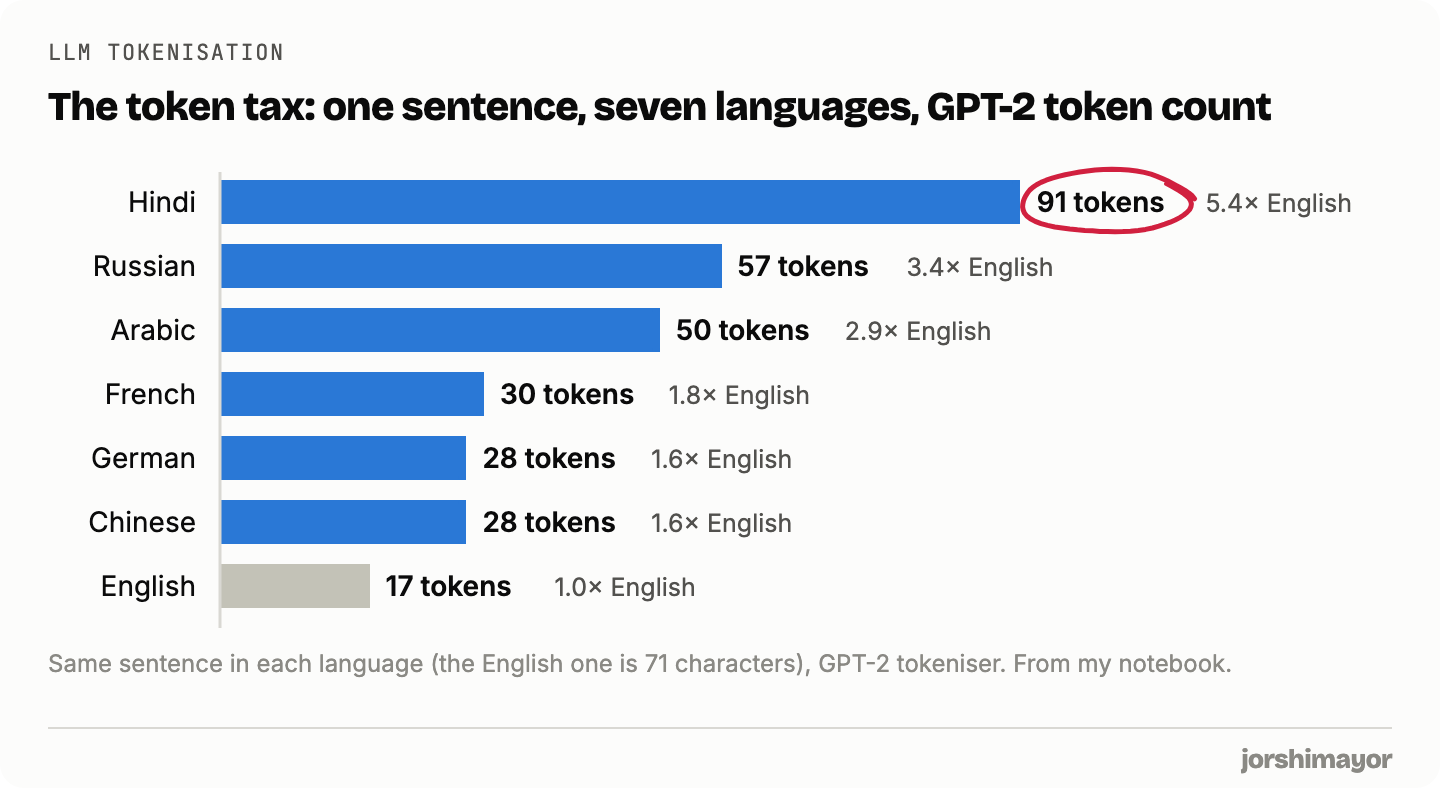 LLM TOKENISATION
The token tax: one sentence, seven languages, GPT-2 token count
Hindi 91 tokens 5.4× English
Russian 57 tokens 3.4× English
Arabic 50 tokens 2.9× English
French 30 tokens 1.8× English
German 28 tokens 1.6× English
Chinese 28 tokens 1.6× English
English 17 tokens 1.0× English
Same sentence in each language (the English one is 71 characters), GPT-2 tokeniser. From my notebook.
jorshimayor